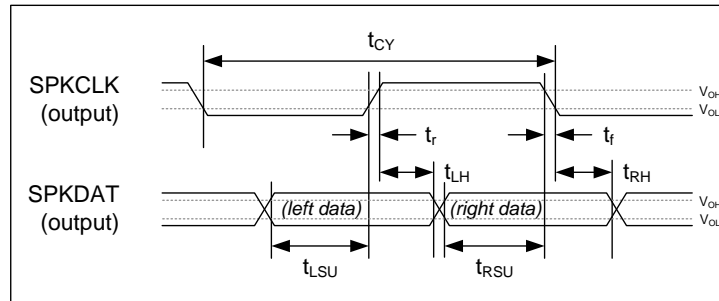 tCY
SPKCLK
(output)
VOH
VOL
tr
tf
tLH
tRH
SPKDAT
(output)
(left data)
(right data)
VOH
VOL
tLSU
tRSU